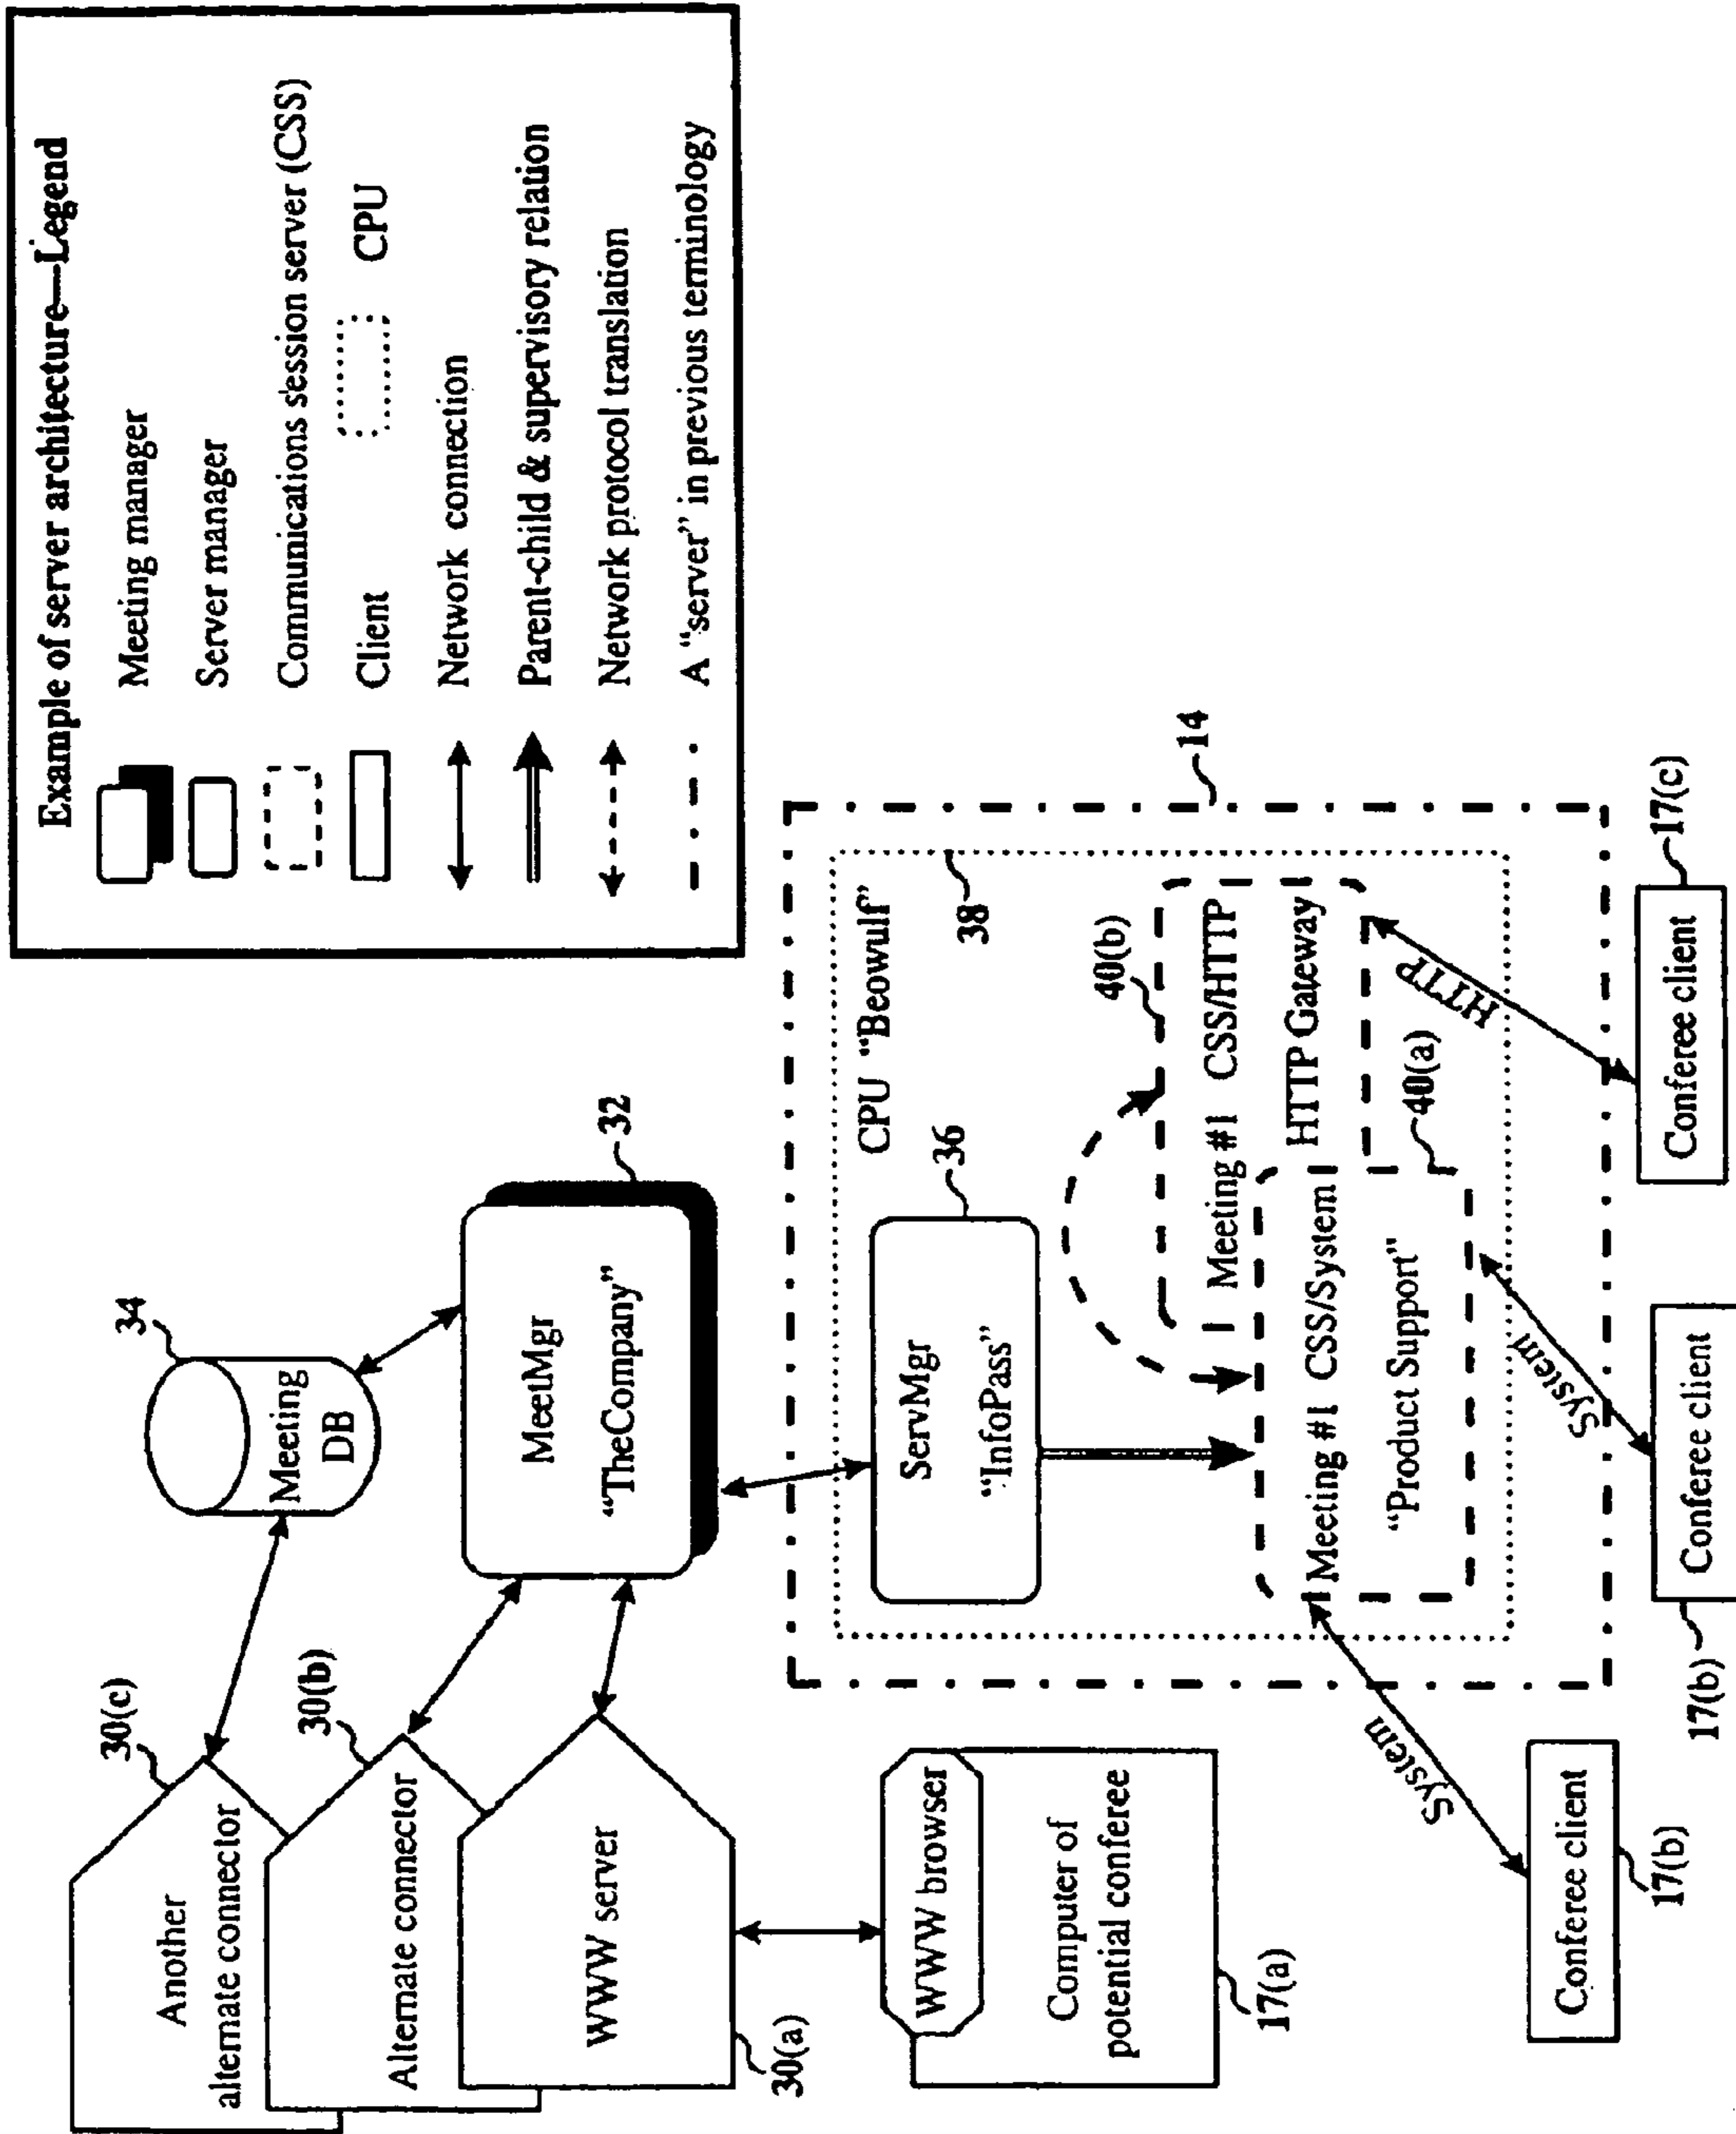 Example of server architecture—Legend
Meeting manager
Server manager
Communications session server (CSS)
Client
CPU
Network connection
Parent-child & supervisory relation
Network protocol translation
A "server" in previous terminology
Another
alternate connector
30(c)
Alternate connector
30(b)
WWW server
30(a)
Meeting
DB
34
MeetMgr
"TheCompany"
32
WWW browser
Computer of
potential conferee
17(a)
CPU "Beowulf"
38
14
ServMgr
"InfoPass"
36
40(b)
Meeting #1 CSS/HTTP
HTTP Gateway
Meeting #1 CSS/System
"Product Support"
40(a)
System
System
HTTP
Conferee client
17(b)
Conferee client
17(b)
Conferee client
17(c)